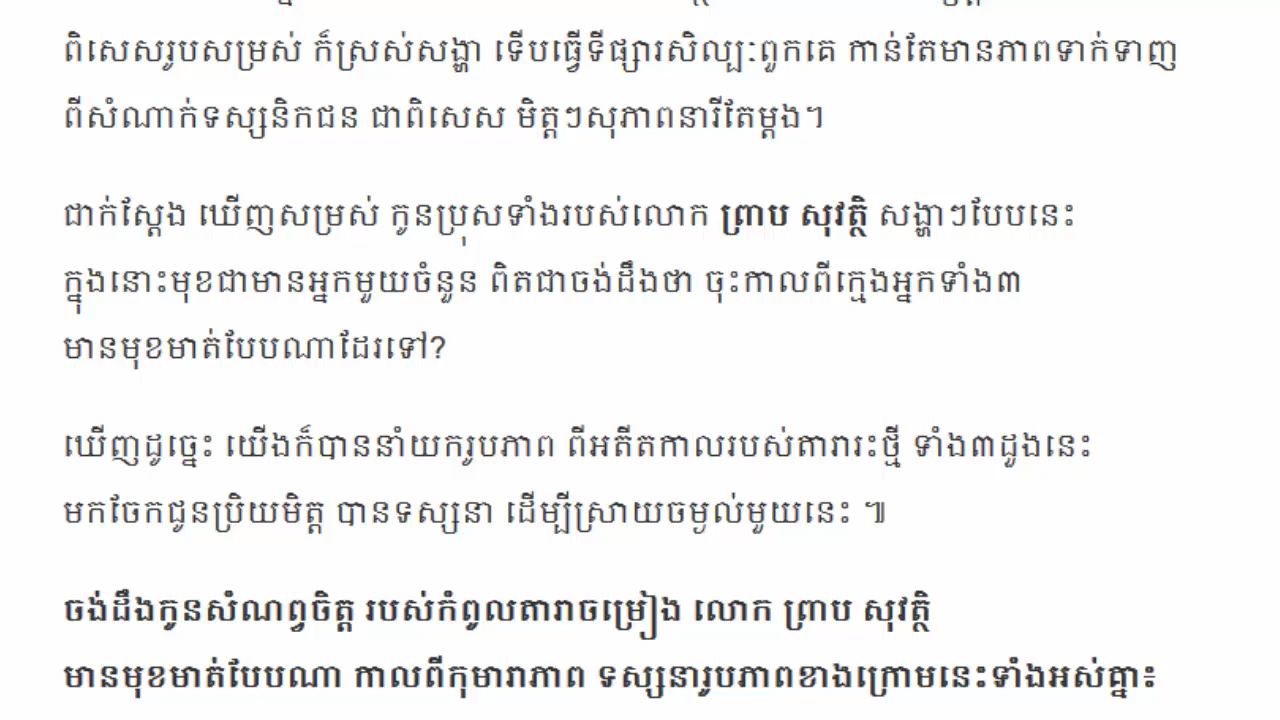 ពិសេសរូបសម្រស់ ក៏ស្រស់សង្ហា ទើបធ្វើទីផ្សារសិល្បៈពួកគេ កាន់តែមានភាពទាក់ទាញ
ពីសំណាក់ទស្សនិកជន ជាពិសេស មិត្តៗសុភាពនារីតែម្តង។
ជាក់ស្តែង ឃើញសម្រស់ កូនប្រុសទាំងរបស់លោក ព្រាប សុវត្ថិ សង្ហាៗបែបនេះ
ក្នុងនោះមុខជាមានអ្នកមួយចំនួន ពិតជាចង់ដឹងថា ចុះកាលពីក្មេងអ្នកទាំង៣
មានមុខមាត់បែបណាដែរទៅ?
ឃើញដូច្នេះ យើងក៏បាននាំយករូបភាព ពីអតីតកាលរបស់តារារះថ្មី ទាំង៣ដួងនេះ
មកចែកជូនប្រិយមិត្ត បានទស្សនា ដើម្បីស្រាយចម្ងល់មួយនេះ ៕
ចង់ដឹងកូនសំណព្វចិត្ត របស់កំពូលតារាចម្រៀង លោក ព្រាប សុវត្ថិ
មានមុខមាត់បែបណា កាលពីកុមារាភាព ទស្សនារូបភាពខាងក្រោមនេះទាំងអស់គ្នា៖